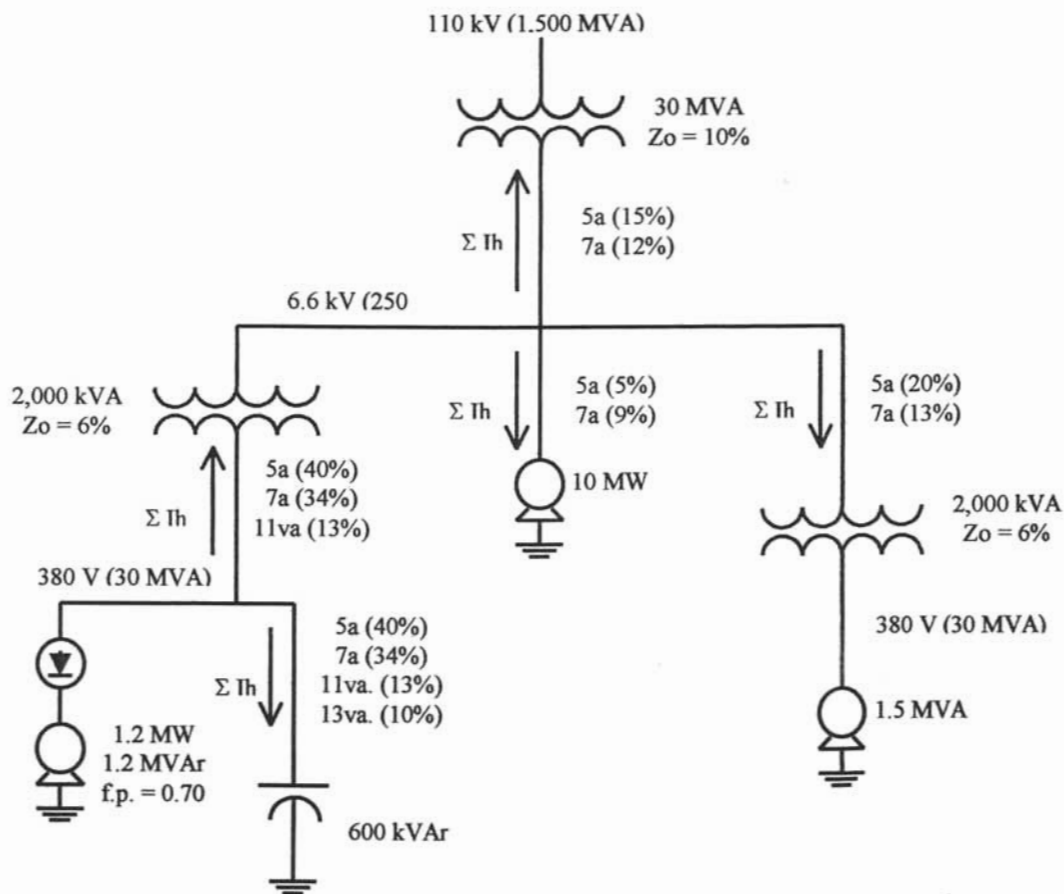 110 kV (1,500 MVA)
30 MVA
Zo = 10%
5a (15%)
7a (12%)
Σ Ih
6.6 kV (250
2,000 kVA
Zo = 6%
Σ Ih
5a (5%)
7a (9%)
Σ Ih
5a (20%)
7a (13%)
5a (40%)
7a (34%)
11va (13%)
Σ Ih
10 MW
2,000 kVA
Zo = 6%
380 V (30 MVA)
5a (40%)
7a (34%)
11va. (13%)
13va. (10%)
Σ Ih
380 V (30 MVA)
1.2 MW
1.2 MVAr
f.p. = 0.70
1.5 MVA
600 kVAr